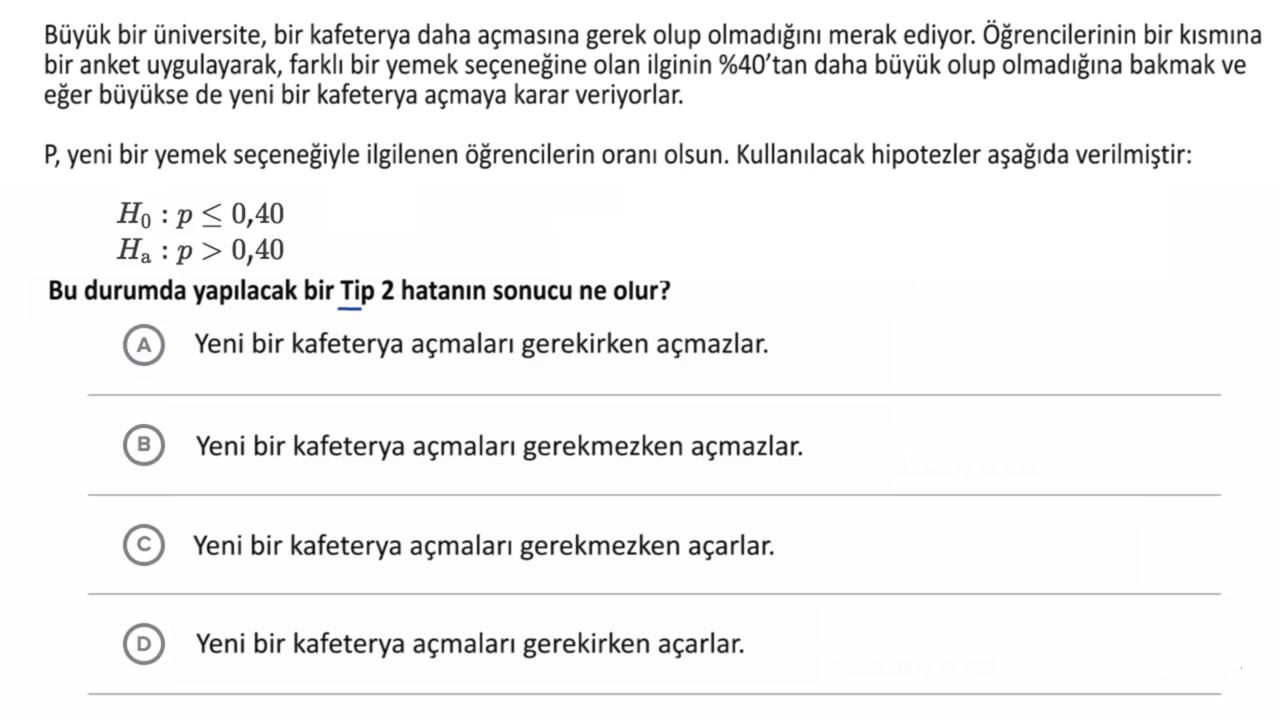 Büyük bir üniversite, bir kafeterya daha açmasına gerek olup olmadığını merak ediyor. Öğrencilerinin bir kısmına
bir anket uygulayarak, farklı bir yemek seçeneğine olan ilginin %40’tan daha büyük olup olmadığına bakmak ve
eğer büyükse de yeni bir kafeterya açmaya karar veriyorlar.
P, yeni bir yemek seçeneğiyle ilgilenen öğrencilerin oranı olsun. Kullanılacak hipotezler aşağıda verilmiştir:
H₀ : p ≤ 0,40
Hₐ : p > 0,40
Bu durumda yapılacak bir Tip 2 hatanın sonucu ne olur?
A Yeni bir kafeterya açmaları gerekirken açmazlar.
B Yeni bir kafeterya açmaları gerekmezken açmazlar.
C Yeni bir kafeterya açmaları gerekmezken açarlar.
D Yeni bir kafeterya açmaları gerekirken açarlar.